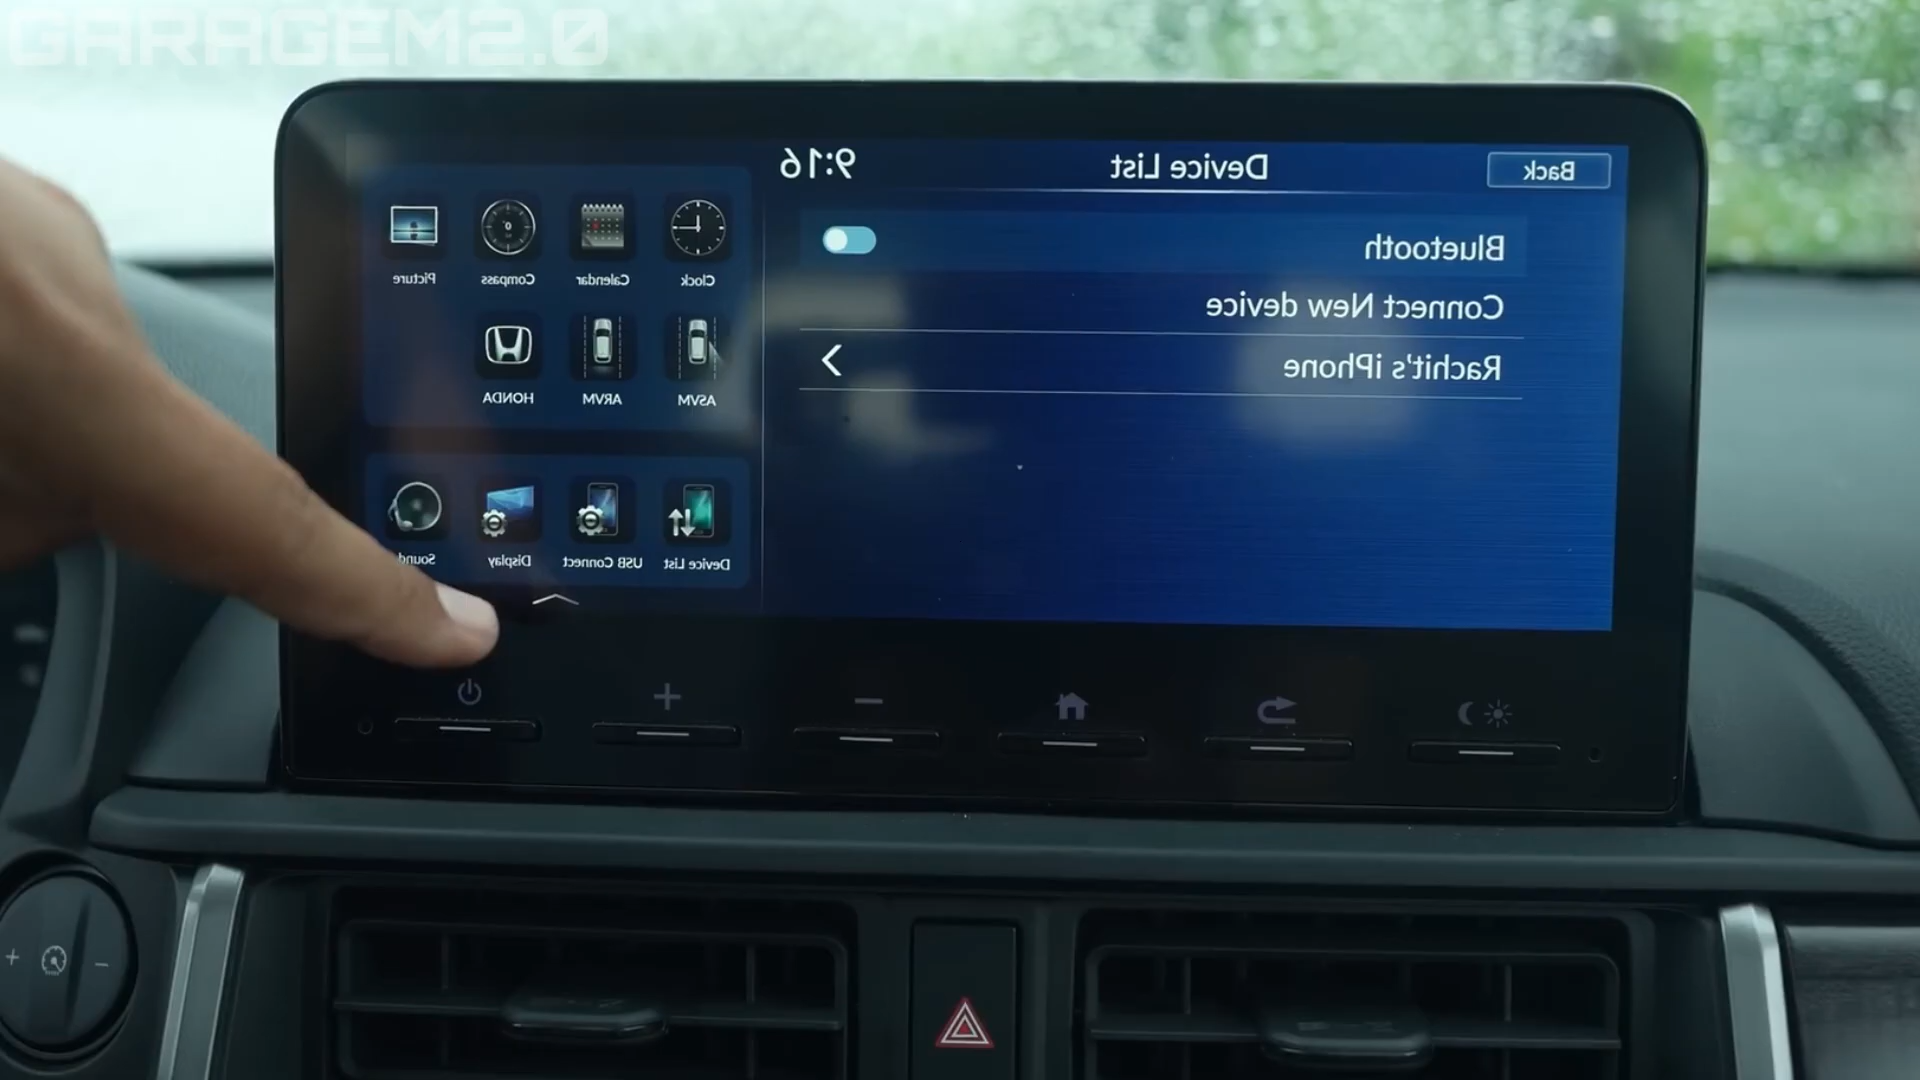 GARAGEM2.0
Back
Device List
9:16
Bluetooth
Connect New device
Rachit's iPhone
Clock
Calendar
Compass
Picture
ASVM
ARVM
HONDA
Device List
USB Connect
Display
Sound